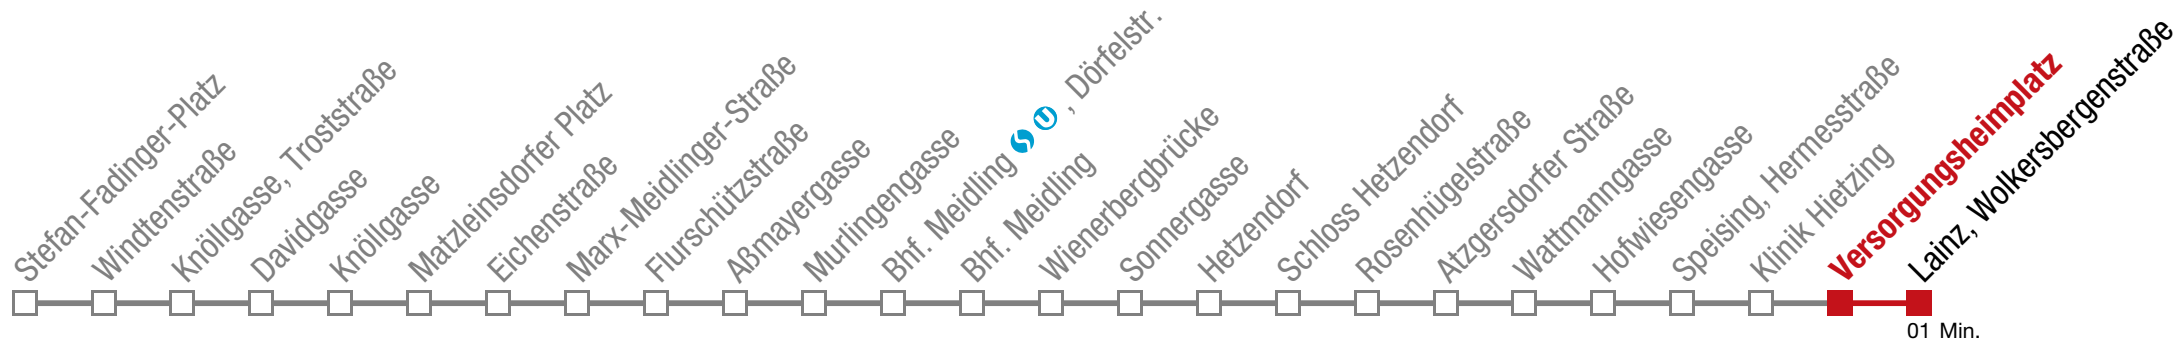 Stefan-Fadinger-Platz
Windtenstraße
Knöllgasse, Troststraße
Davidgasse
Knöllgasse
Matzleinsdorfer Platz
Eichenstraße
Marx-Meidlinger-Straße
Flurschützstraße
Aßmayergasse
Murlingengasse
Bhf. Meidling S U , Dörfelstr.
Bhf. Meidling
Wienerbergbrücke
Sonnergasse
Hetzendorf
Schloss Hetzendorf
Rosenhügelstraße
Atzgersdorfer Straße
Wattmanngasse
Hofwiesengasse
Speising, Hermesstraße
Klinik Hietzing
Versorgungsheimplatz
Lainz, Wolkersbergenstraße
01 Min.